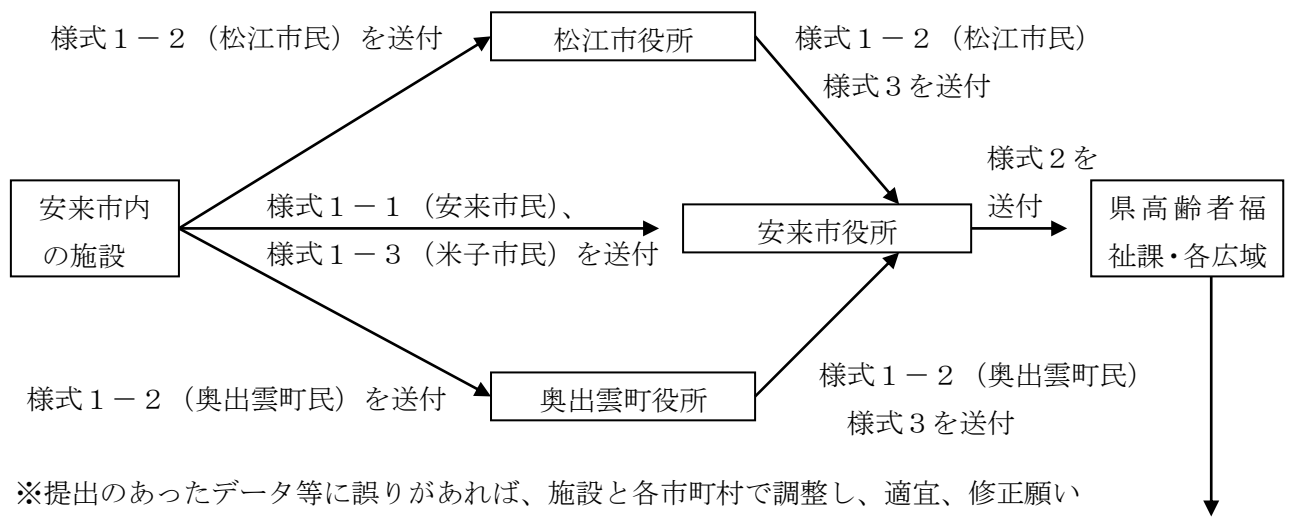 様式１－２（松江市民）を送付
松江市役所
様式１－２（松江市民）
様式３を送付
安来市内
の施設
様式１－１（安来市民）、
様式１－３（米子市民）を送付
安来市役所
様式２を
送付
県高齢者福
祉課・各広域
様式１－２（奥出雲町民）を送付
奥出雲町役所
様式１－２（奥出雲町民）
様式３を送付
※提出のあったデータ等に誤りがあれば、施設と各市町村で調整し、適宜、修正願い